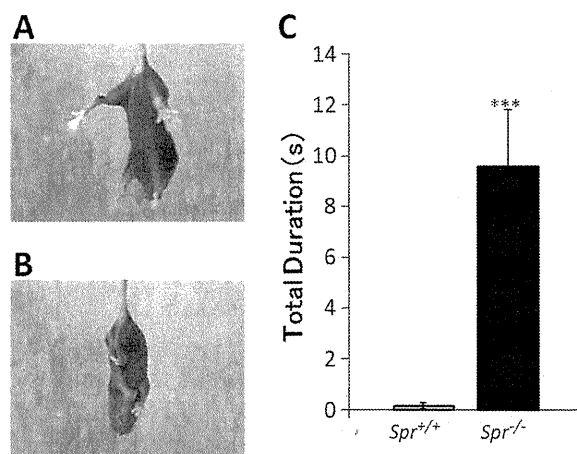 A
B
C
Total Duration (s)
14
12
10
8
6
4
2
0
***
Spr+/+
Spr-/-